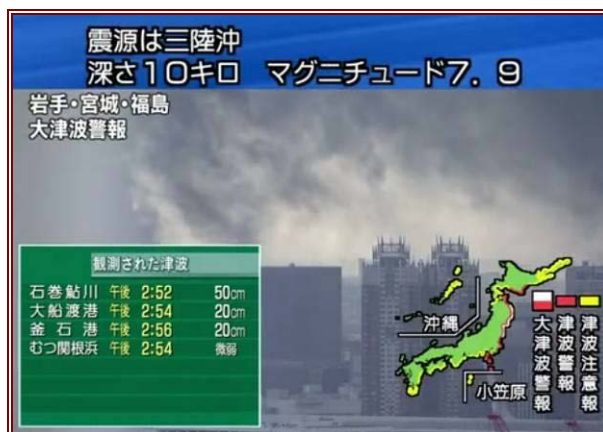 震源は三陸沖
深さ10キロ マグニチュード7.9
岩手・宮城・福島
大津波警報
観測された津波
石巻鮎川 午後 2:52 50cm
大船渡港 午後 2:54 20cm
釜石港 午後 2:56 20cm
むつ関根浜 午後 2:54 微弱
沖縄
小笠原
大津波警報
津波警報
津波注意報